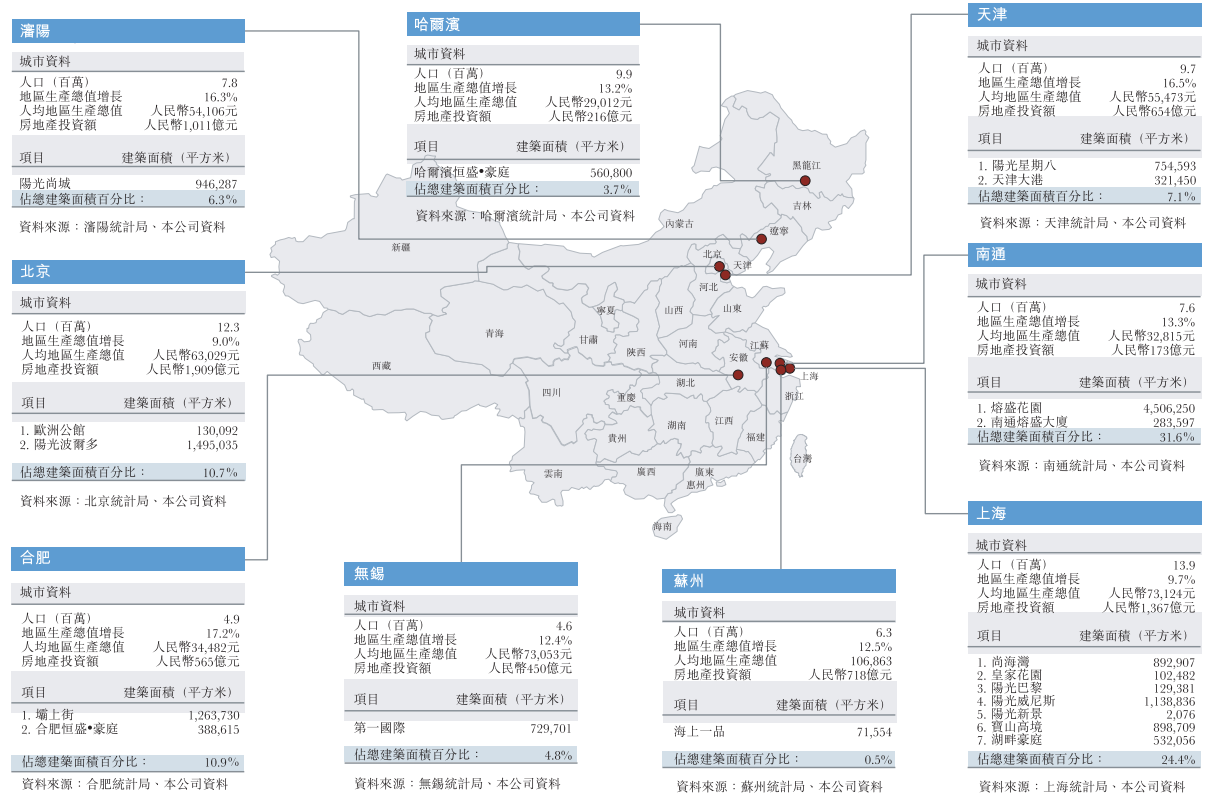 瀋陽
城市資料
人口（百萬） 7.8
地區生產總值增長 16.3%
人均地區生產總值 人民幣54,106元
房地產投資額 人民幣1,011億元
項目 建築面積（平方米）
陽光尚城 946,287
佔總建築面積百分比： 6.3%
資料來源：瀋陽統計局、本公司資料
哈爾濱
城市資料
人口（百萬） 9.9
地區生產總值增長 13.2%
人均地區生產總值 人民幣29,012元
房地產投資額 人民幣216億元
項目 建築面積（平方米）
哈爾濱恒盛•豪庭 560,800
佔總建築面積百分比： 3.7%
資料來源：哈爾濱統計局、本公司資料
天津
城市資料
人口（百萬） 9.7
地區生產總值增長 16.5%
人均地區生產總值 人民幣55,473元
房地產投資額 人民幣654億元
項目 建築面積（平方米）
1. 陽光星期八 754,593
2. 天津大港 321,450
佔總建築面積百分比： 7.1%
資料來源：天津統計局、本公司資料
北京
城市資料
人口（百萬） 12.3
地區生產總值增長 9.0%
人均地區生產總值 人民幣63,029元
房地產投資額 人民幣1,909億元
項目 建築面積（平方米）
1. 歐洲公館 130,092
2. 陽光波爾多 1,495,035
佔總建築面積百分比： 10.7%
資料來源：北京統計局、本公司資料
南通
城市資料
人口（百萬） 7.6
地區生產總值增長 13.3%
人均地區生產總值 人民幣32,815元
房地產投資額 人民幣173億元
項目 建築面積（平方米）
1. 熔盛花園 4,506,250
2. 南通熔盛大廈 283,597
佔總建築面積百分比： 31.6%
資料來源：南通統計局、本公司資料
黑龍江
吉林
內蒙古
遼寧
新疆
北京
天津
河北
寧夏
山西
山東
青海
甘肅
河南
江蘇
陝西
安徽
西藏
上海
湖北
四川
重慶
浙江
湖南
江西
貴州
福建
台灣
雲南
廣西
廣東
惠州
海南
合肥
城市資料
人口（百萬） 4.9
地區生產總值增長 17.2%
人均地區生產總值 人民幣34,482元
房地產投資額 人民幣565億元
項目 建築面積（平方米）
1. 壩上街 1,263,730
2. 合肥恒盛•豪庭 388,615
佔總建築面積百分比： 10.9%
資料來源：合肥統計局、本公司資料
無錫
城市資料
人口（百萬） 4.6
地區生產總值增長 12.4%
人均地區生產總值 人民幣73,053元
房地產投資額 人民幣450億元
項目 建築面積（平方米）
第一國際 729,701
佔總建築面積百分比： 4.8%
資料來源：無錫統計局、本公司資料
蘇州
城市資料
人口（百萬） 6.3
地區生產總值增長 12.5%
人均地區生產總值 106,863
房地產投資額 人民幣718億元
項目 建築面積（平方米）
海上一品 71,554
佔總建築面積百分比： 0.5%
資料來源：蘇州統計局、本公司資料
上海
城市資料
人口（百萬） 13.9
地區生產總值增長 9.7%
人均地區生產總值 人民幣73,124元
房地產投資額 人民幣1,367億元
項目 建築面積（平方米）
1. 尚海灣 892,907
2. 皇家花園 102,482
3. 陽光巴黎 129,381
4. 陽光威尼斯 1,138,836
5. 陽光新景 2,076
6. 寶山高境 898,709
7. 湖畔豪庭 532,056
佔總建築面積百分比： 24.4%
資料來源：上海統計局、本公司資料